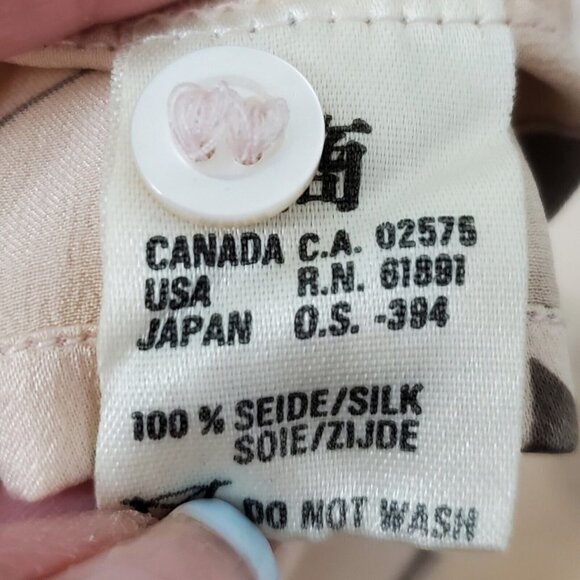 CANADA C.A. 02575
USA R.N. 61891
JAPAN O.S. -394
100 % SEIDE/SILK
SOIE/ZIJDE
DO NOT WASH